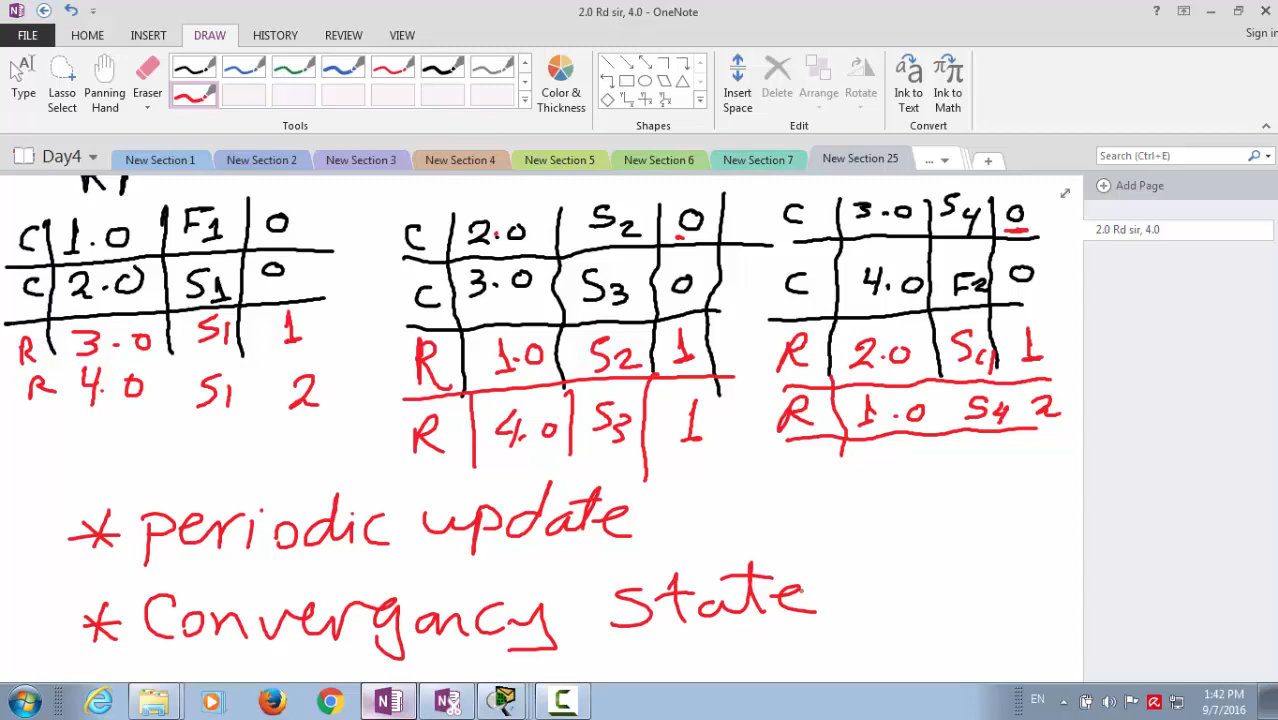 2.0 Rd sir, 4.0 - OneNote
Sign in
FILE HOME INSERT DRAW HISTORY REVIEW VIEW
Type Lasso Select Panning Hand Eraser Color & Thickness Insert Space Delete Arrange Rotate Ink to Text Ink to Math
Tools Shapes Edit Convert
Day4 New Section 1 New Section 2 New Section 3 New Section 4 New Section 5 New Section 6 New Section 7 New Section 25 ... Search (Ctrl+E)
Add Page
2.0 Rd sir, 4.0
C 1.0 F1 0
C 2.0 S1 0
R 3.0 S1 1
R 4.0 S1 2
C 2.0 S2 0
C 3.0 S3 0
R 1.0 S2 1
R 4.0 S3 1
C 3.0 S4 0
C 4.0 F2 0
R 2.0 S4 1
R 1.0 S4 2
* periodic update
* Convergancy state
EN
1:42 PM
9/7/2016